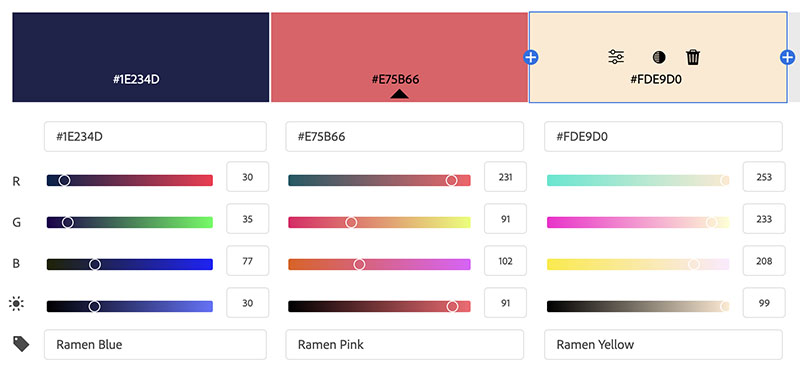 #1E234D #E75B66 #FDE9D0
#1E234D #E75B66 #FDE9D0
R 30 231 253
G 35 91 233
B 77 102 208
30 91 99
Ramen Blue Ramen Pink Ramen Yellow